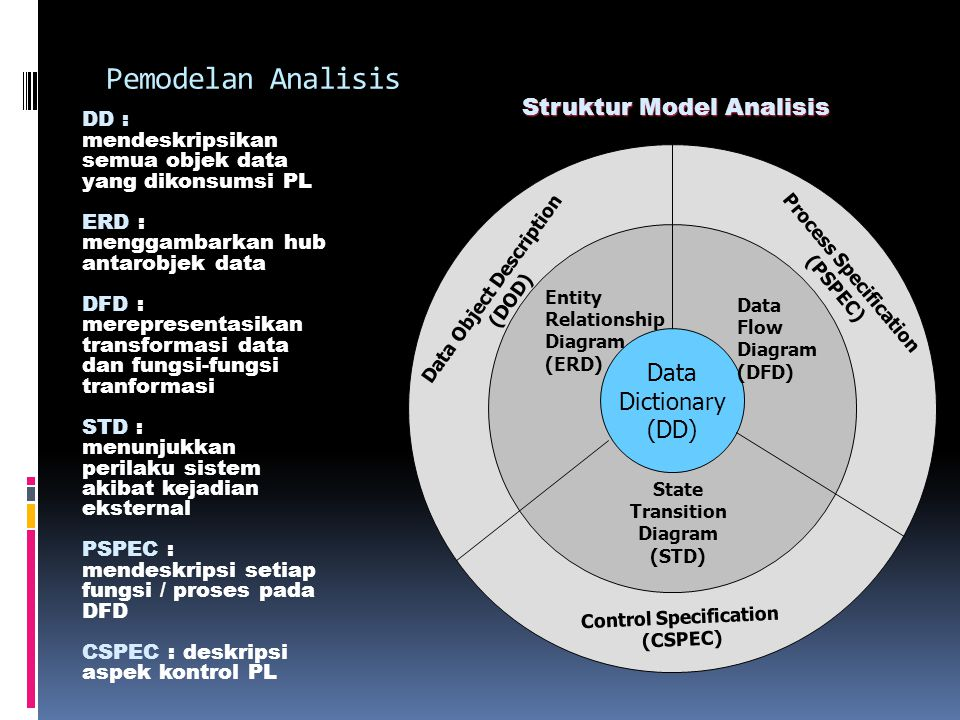 Pemodelan Analisis
DD :
mendeskripsikan
semua objek data
yang dikonsumsi PL
ERD :
menggambarkan hub
antarobjek data
DFD :
merepresentasikan
transformasi data
dan fungsi-fungsi
tranformasi
STD :
menunjukkan
perilaku sistem
akibat kejadian
eksternal
PSPEC :
mendeskripsi setiap
fungsi / proses pada
DFD
CSPEC : deskripsi
aspek kontrol PL
Struktur Model Analisis
Data Object Description
(DOD)
Process Specification
(PSPEC)
Entity
Relationship
Diagram
(ERD)
Data
Flow
Diagram
(DFD)
Data
Dictionary
(DD)
State
Transition
Diagram
(STD)
Control Specification
(CSPEC)